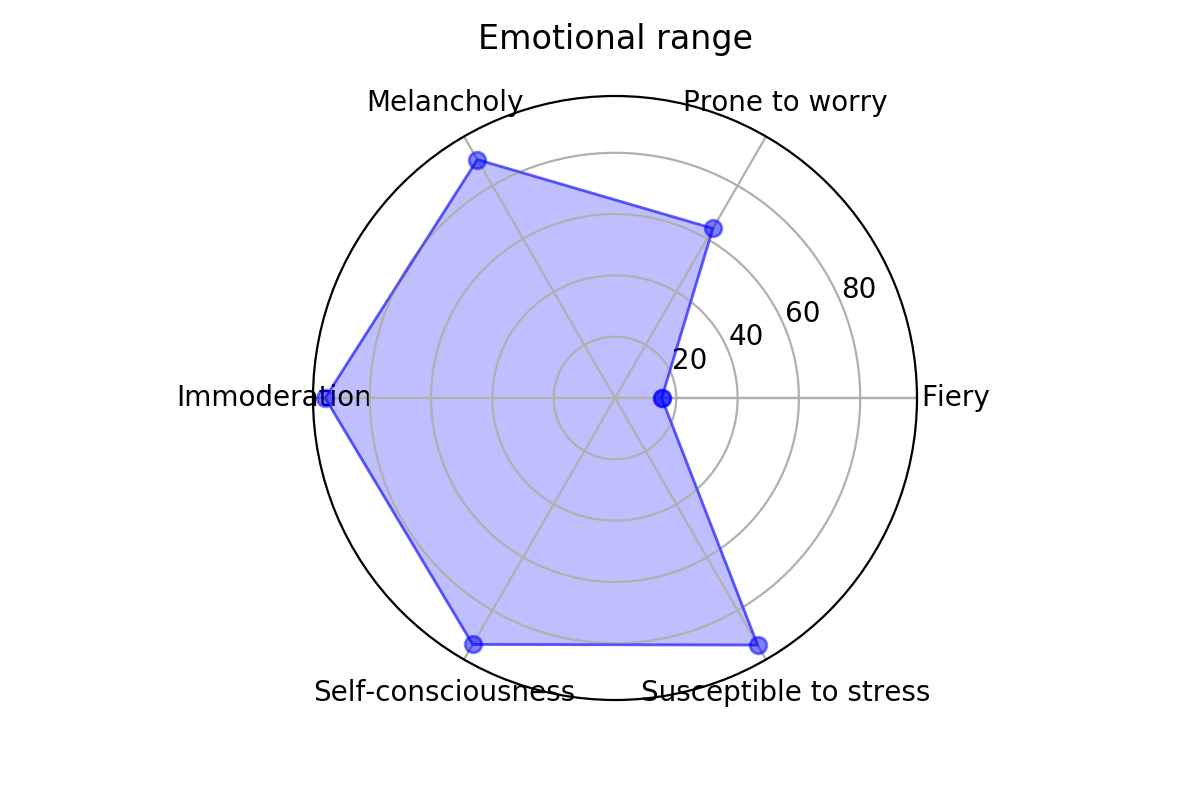 Emotional range
Melancholy
Prone to worry
80
60
40
20
Immoderation
Fiery
Self-consciousness
Susceptible to stress